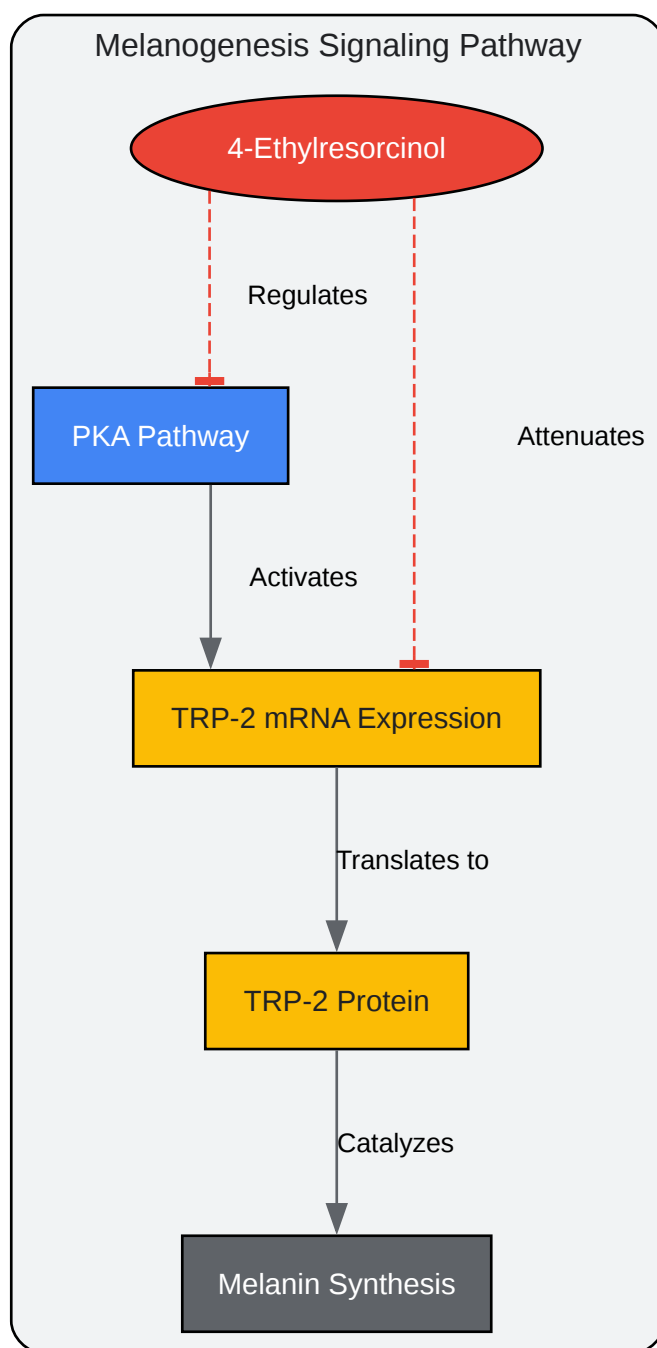 Melanogenesis Signaling Pathway
4-Ethylresorcinol
Regulates
PKA Pathway
Attenuates
Activates
TRP-2 mRNA Expression
Translates to
TRP-2 Protein
Catalyzes
Melanin Synthesis